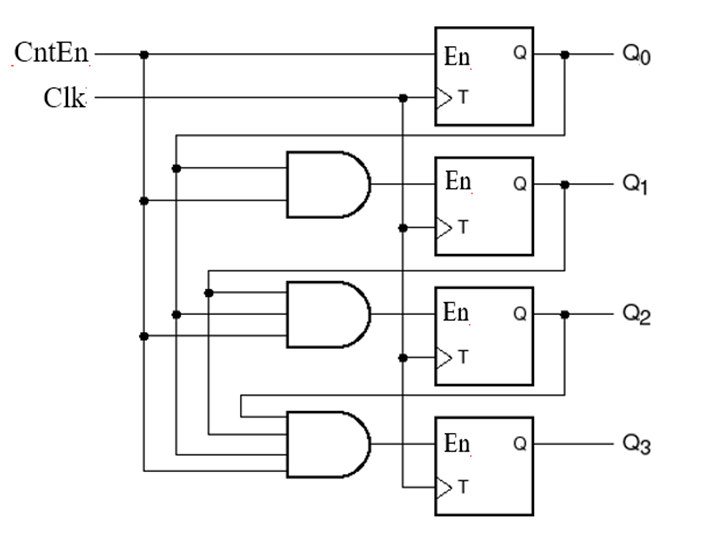 CntEn En Q Q0
Clk T
En Q Q1
T
En Q Q2
T
En Q Q3
T